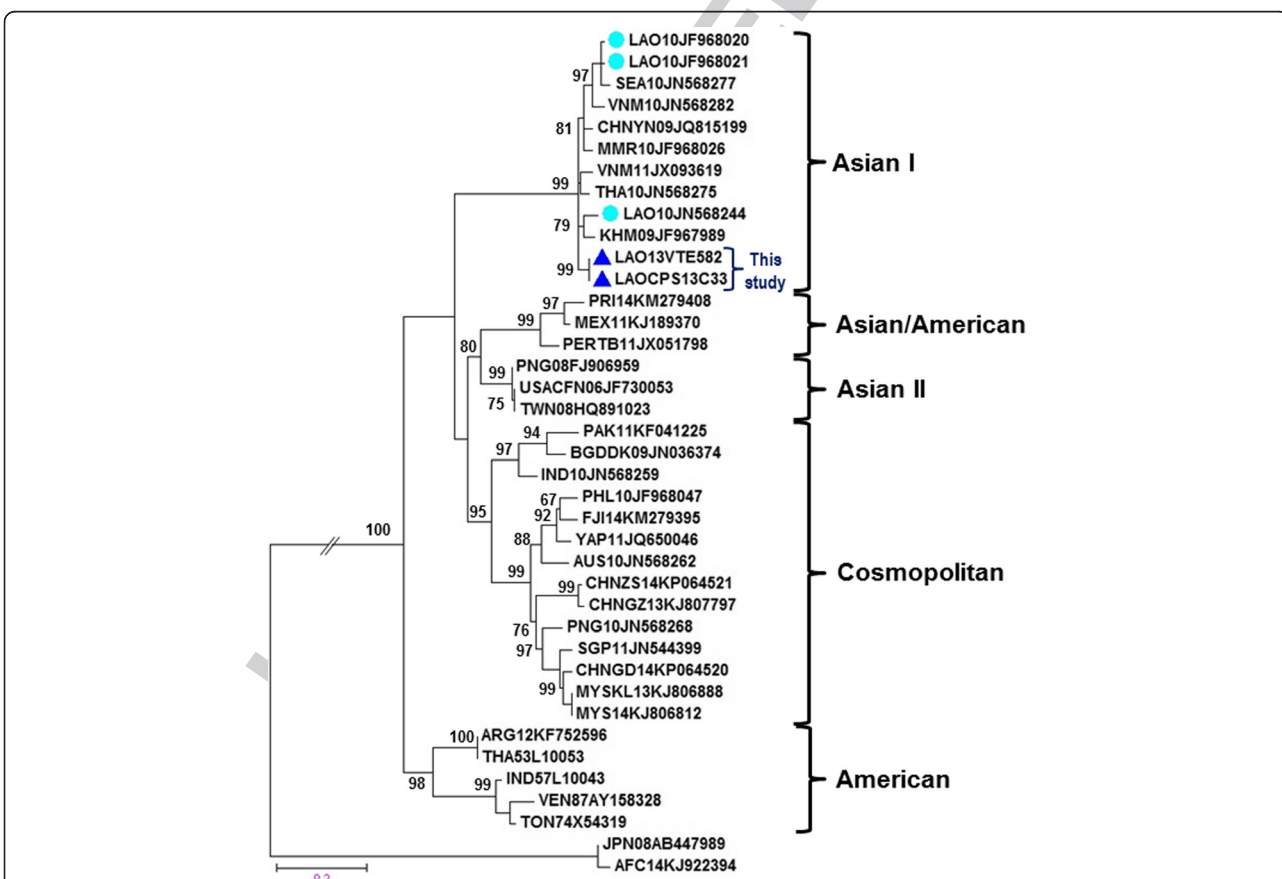 LAO10JF968020
LAO10JF968021
97
SEA10JN568277
VNM10JN568282
81
CHNYN09JQ815199
MMR10JF968026
Asian I
VNM11JX093619
99
THA10JN568275
LAO10JN568244
79
KHM09JF967989
LAO13VTE582
This
99
LAOCPS13C33
study
97
PRI14KM279408
99
MEX11KJ189370
Asian/American
80
PERTB11JX051798
PNG08FJ906959
99
USACFN06JF730053
Asian II
75
TWN08HQ891023
94
PAK11KF041225
97
BGDDK09JN036374
IND10JN568259
67
PHL10JF968047
95
92
FJI14KM279395
100
88
YAP11JQ650046
AUS10JN568262
99
Cosmopolitan
99
CHNZS14KP064521
CHNGZ13KJ807797
76
PNG10JN568268
97
SGP11JN544399
CHNGD14KP064520
99
MYSKL13KJ806888
MYS14KJ806812
100
ARG12KF752596
THA53L10053
98
99
IND57L10043
American
VEN87AY158328
TON74X54319
JPN08AB447989
AFC14KJ922394